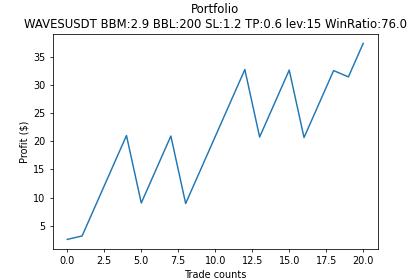 Portfolio
WAVESUSDT BBM:2.9 BBL:200 SL:1.2 TP:0.6 lev:15 WinRatio:76.0
Profit ($)
35
30
25
20
15
10
5
0.0 2.5 5.0 7.5 10.0 12.5 15.0 17.5 20.0
Trade counts